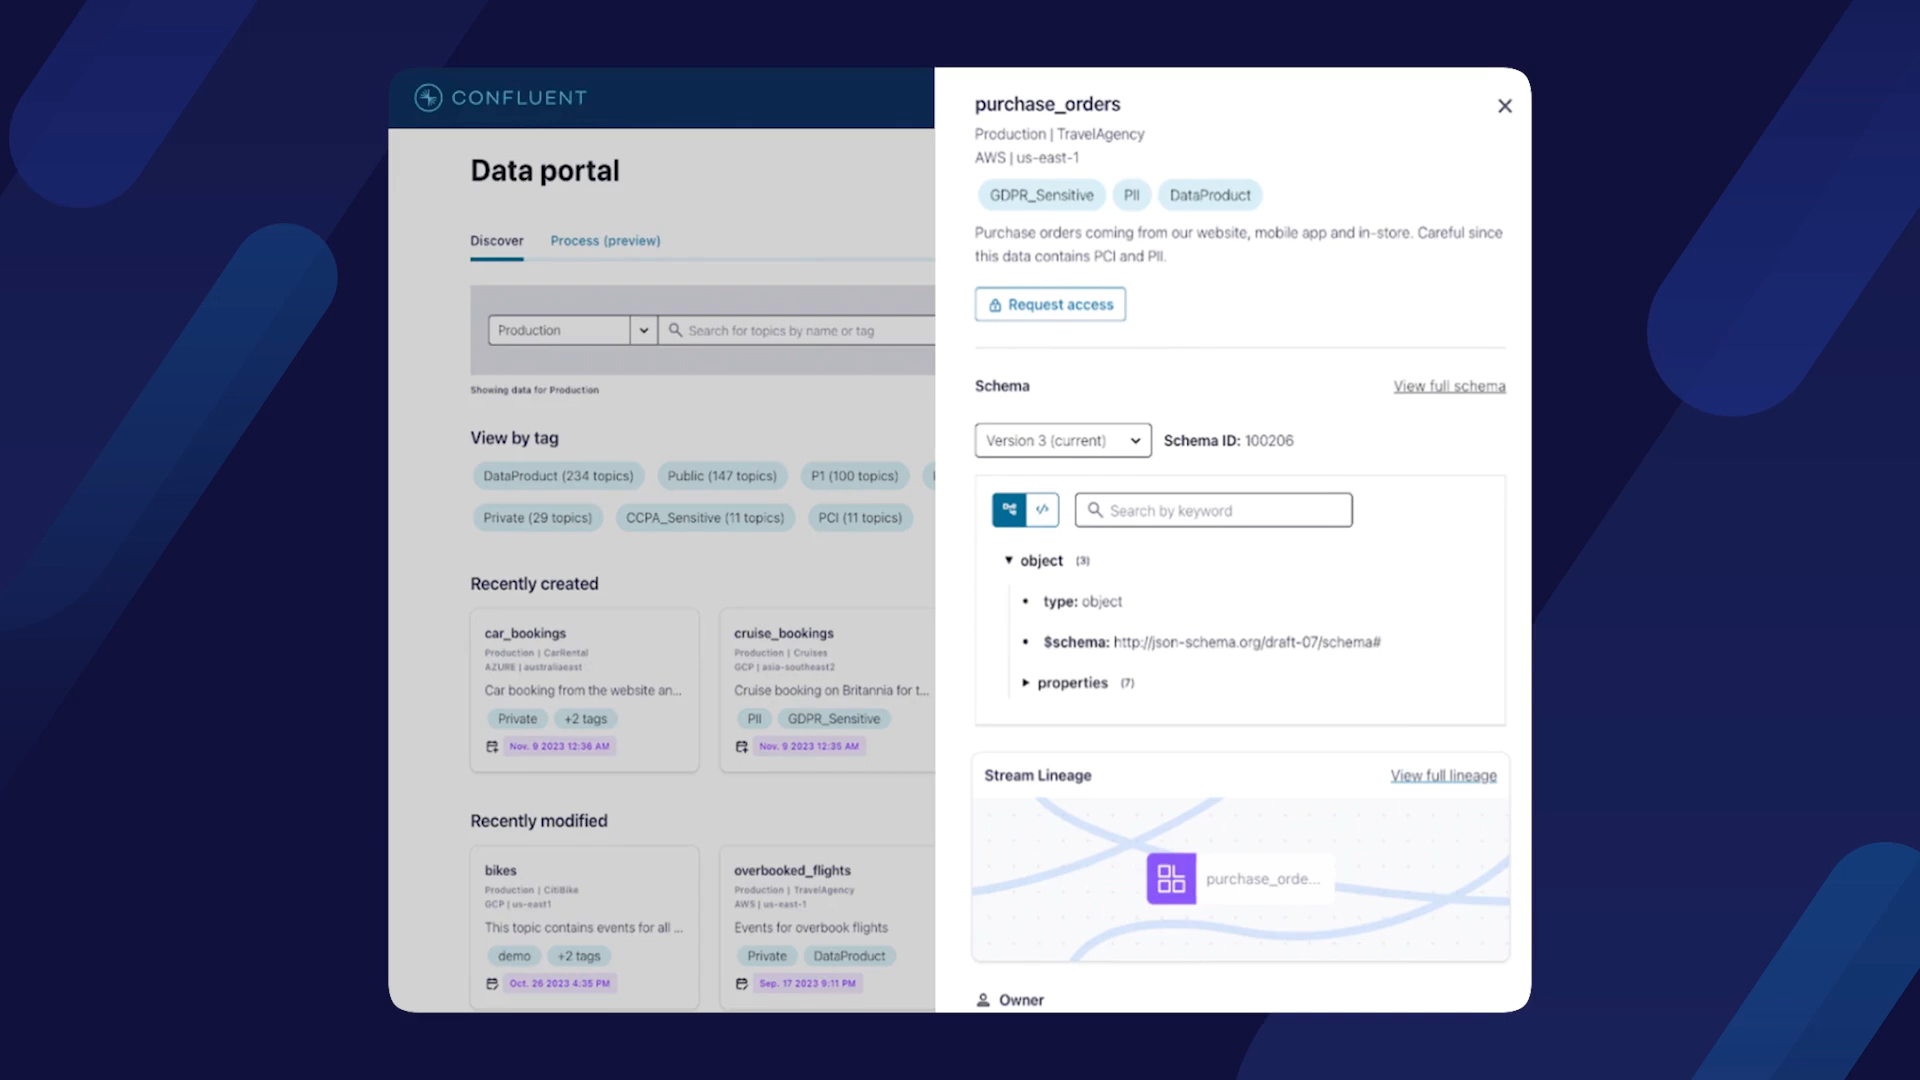 CONFLUENT
Data portal
Discover
Process (preview)
Production
Search for topics by name or tag
Showing data for Production
View by tag
DataProduct (234 topics)
Public (147 topics)
P1 (100 topics)
Private (29 topics)
CCPA_Sensitive (11 topics)
PCI (11 topics)
Recently created
car_bookings
Production | CarRental
AZURE | australiaeast
Car booking from the website an...
Private
+2 tags
Nov. 9 2023 12:36 AM
cruise_bookings
Production | Cruises
GCP | asia-southeast2
Cruise booking on Britannia for t...
PII
GDPR_Sensitive
Nov. 9 2023 12:35 AM
Recently modified
bikes
Production | CitiBike
GCP | us-east1
This topic contains events for all ...
demo
+2 tags
Oct. 26 2023 4:35 PM
overbooked_flights
Production | TravelAgency
AWS | us-east-1
Events for overbook flights
Private
DataProduct
Sep. 17 2023 9:11 PM
purchase_orders
Production | TravelAgency
AWS | us-east-1
GDPR_Sensitive
PII
DataProduct
Purchase orders coming from our website, mobile app and in-store. Careful since
this data contains PCI and PII.
Request access
Schema
View full schema
Version 3 (current)
Schema ID: 100206
Search by keyword
object (3)
type: object
$schema: http://json-schema.org/draft-07/schema#
properties (7)
Stream Lineage
View full lineage
purchase_orde...
Owner